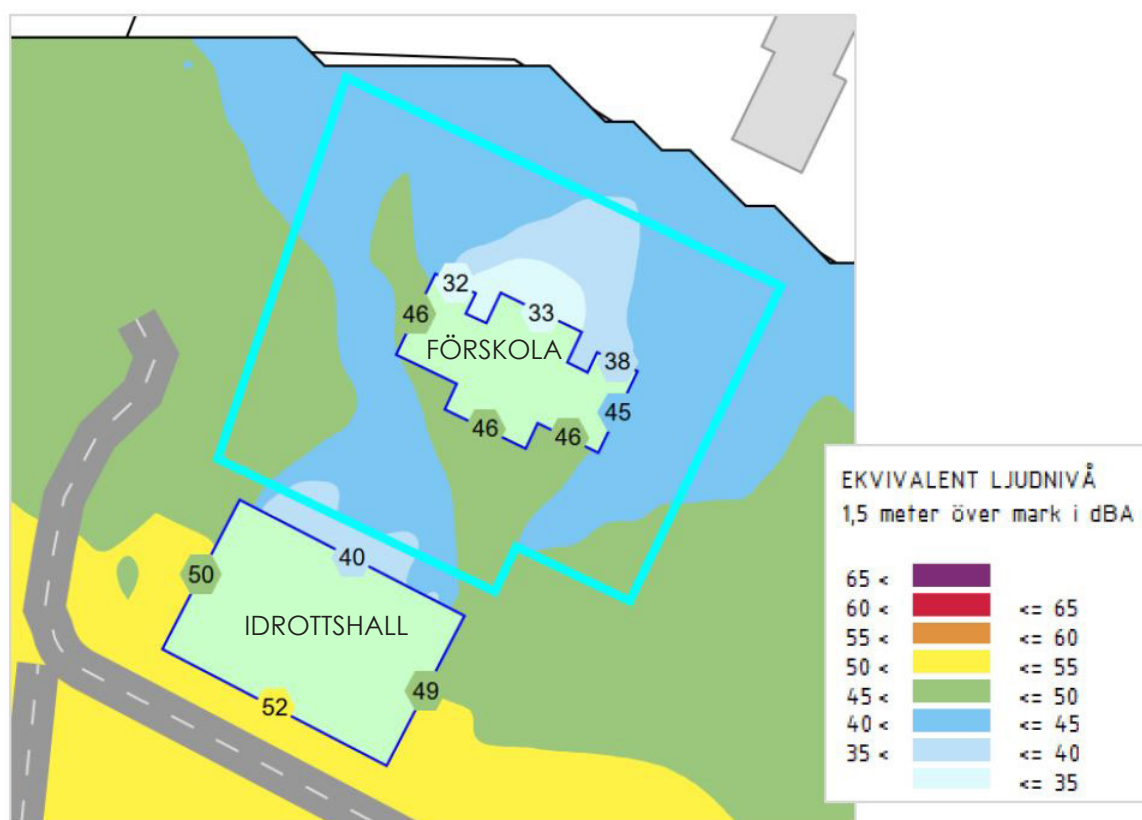 32
46
33
FÖRSKOLA
38
45
46
46
40
50
IDROTTSHALL
49
52
EKVIVALENT LJUDNIVÅ
1,5 meter över mark i dBA
65 <
60 < <= 65
55 < <= 60
50 < <= 55
45 < <= 50
40 < <= 45
35 < <= 40
<= 35